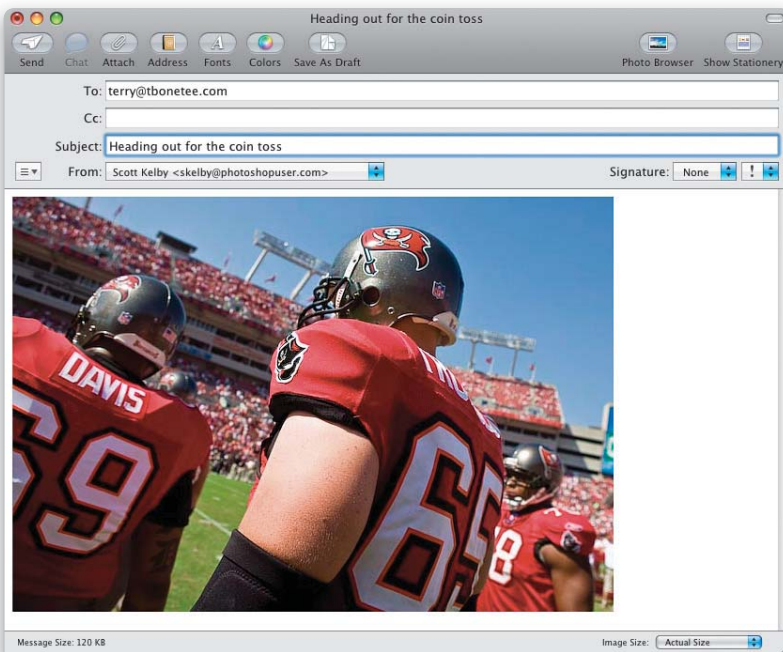 Heading out for the coin toss
Send Chat Attach Address Fonts Colors Save As Draft Photo Browser Show Stationery
To: terry@tbonetee.com
Cc:
Subject: Heading out for the coin toss
From: Scott Kelby <skelby@photoshopuser.com> Signature: None !
DAVIS
69
65
78
Message Size: 120 KB Image Size: Actual Size